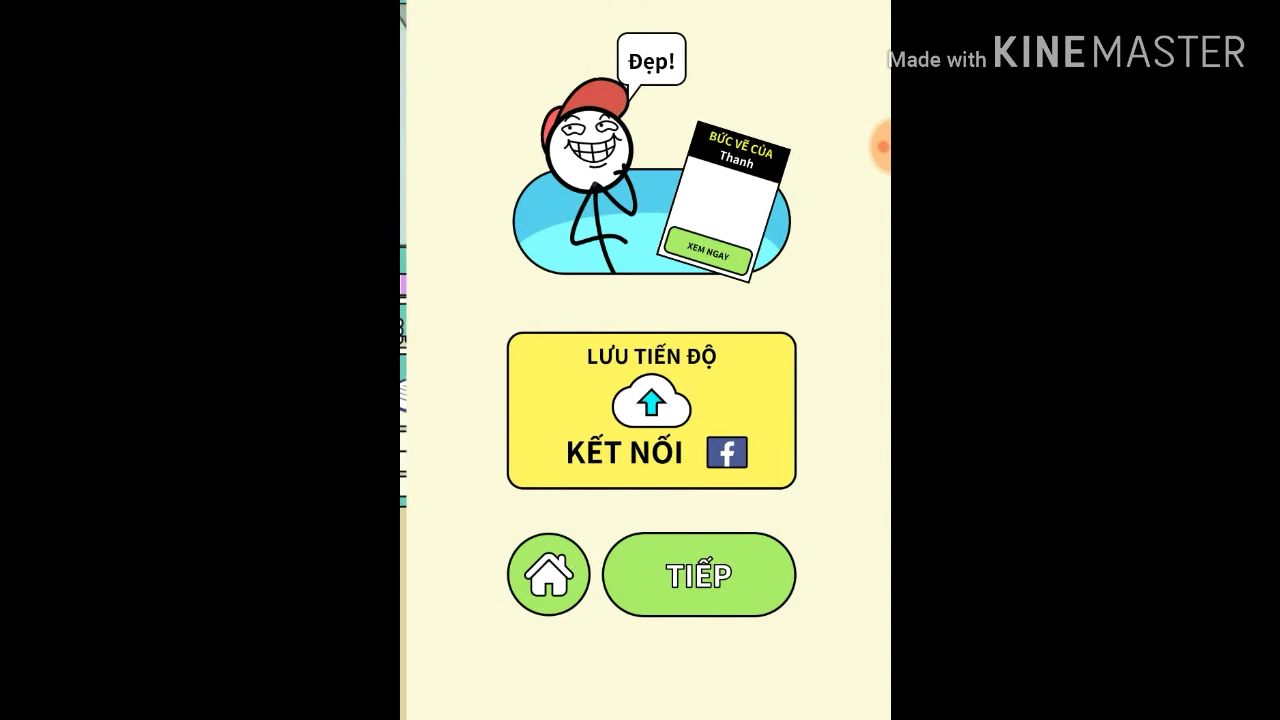 Đẹp!
Made with KINEMASTER
BỨC VẼ CỦA
Thanh
XEM NGAY
LƯU TIẾN ĐỘ
KẾT NỐI f
TIẾP